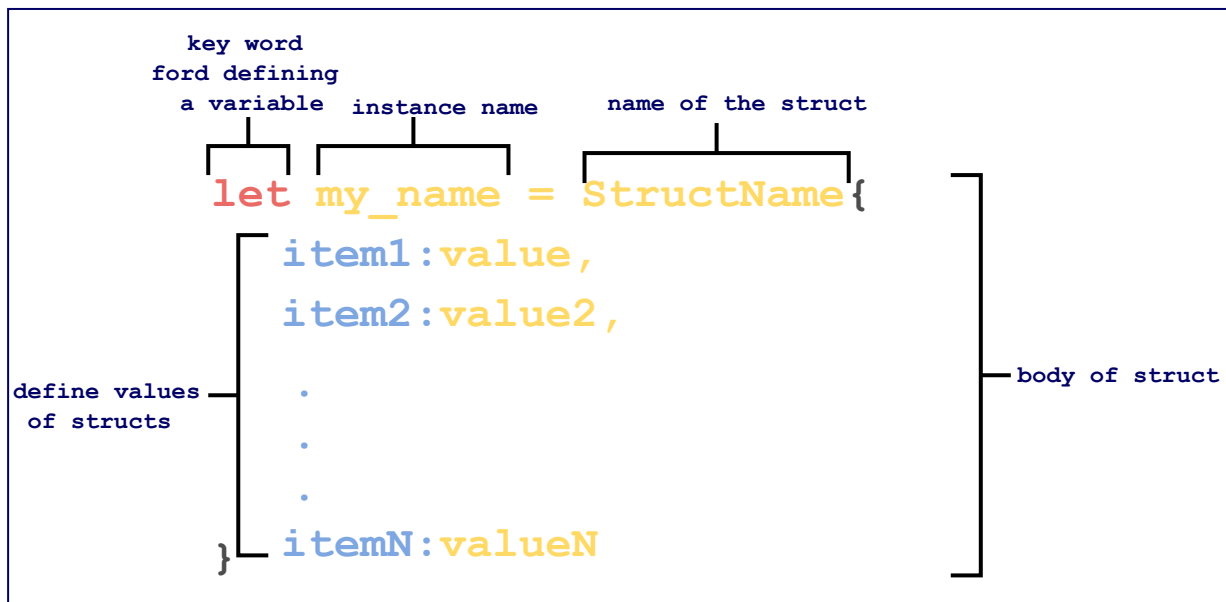 key word
ford defining
a variable
instance name
name of the struct
let my_name = StructName{
item1:value,
item2:value2,
.
.
.
itemN:valueN
}
define values
of structs
body of struct